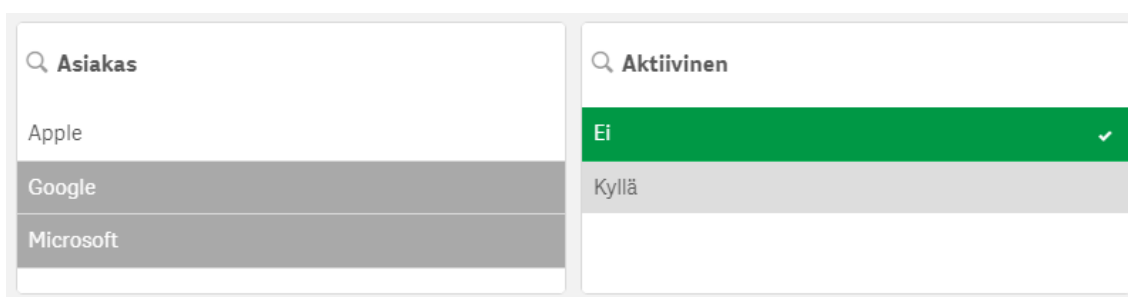 Asiakas
Apple
Google
Microsoft
Aktiivinen
Ei
Kyllä